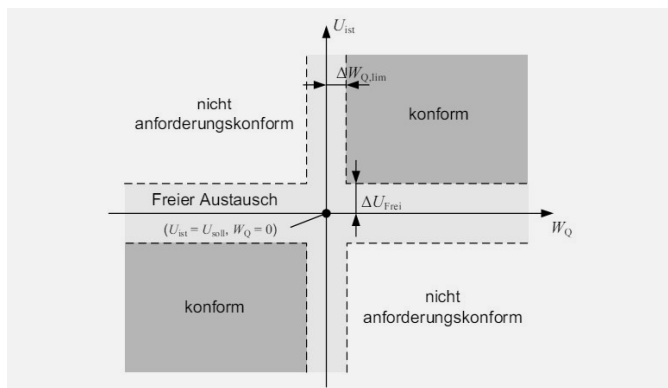 U_ist
ΔW_Q,lim
nicht
anforderungskonform
konform
Freier Austausch
ΔU_Frei
(U_ist = U_soll, W_Q = 0)
W_Q
konform
nicht
anforderungskonform